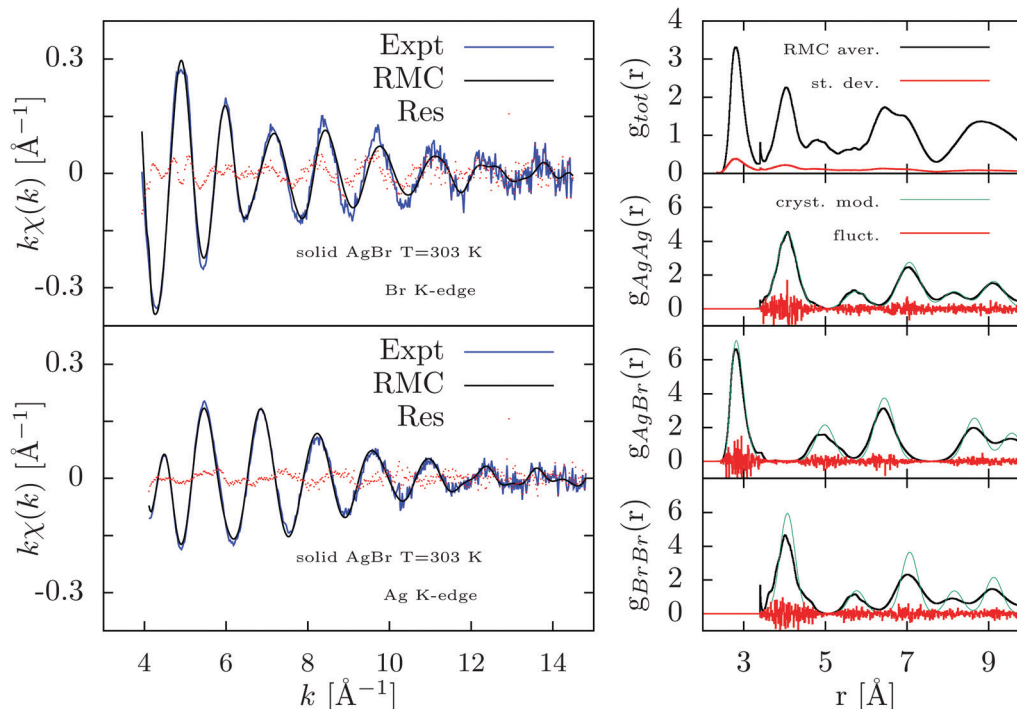 0.3
0
-0.3
kχ(k) [Å⁻¹]
Expt
RMC
Res
solid AgBr T=303 K
Br K-edge
0.3
0
-0.3
kχ(k) [Å⁻¹]
Expt
RMC
Res
solid AgBr T=303 K
Ag K-edge
4 6 8 10 12 14
k [Å⁻¹]
4
3
2
1
0
g_tot(r)
RMC aver.
st. dev.
6
4
2
0
g_AgAg(r)
cryst. mod.
fluct.
6
4
2
0
g_AgBr(r)
6
4
2
0
g_BrBr(r)
3 5 7 9
r [Å]